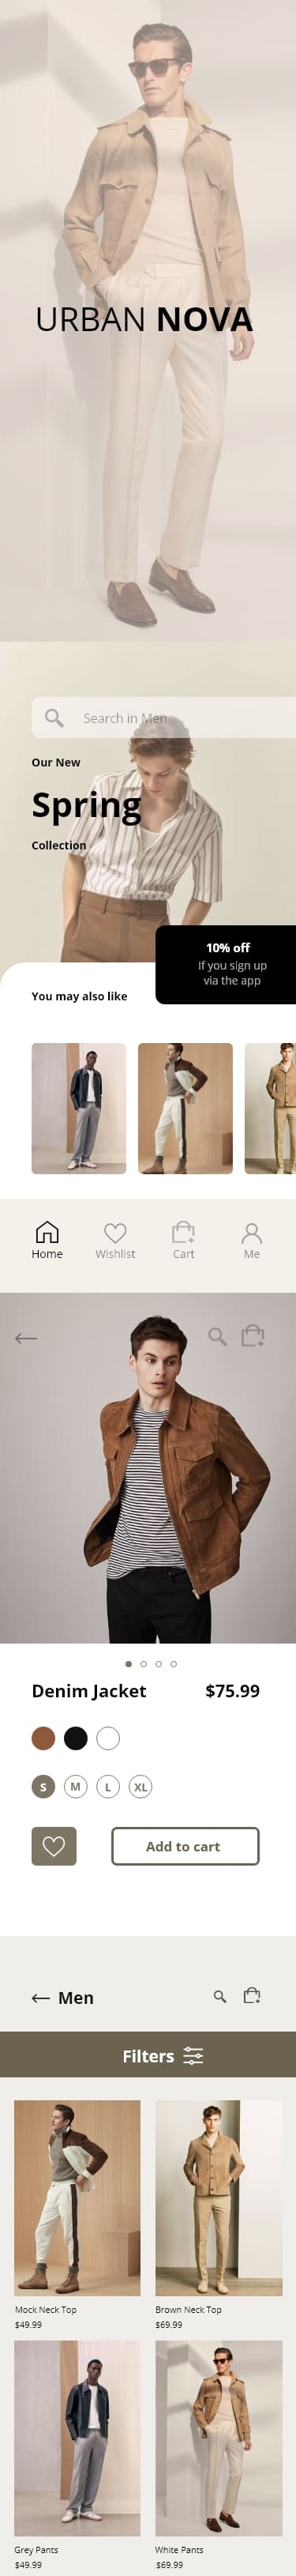 URBAN NOVA
Search in Men
Our New
Spring
Collection
10% off
If you sign up
via the app
You may also like
Home
Wishlist
Cart
Me
Denim Jacket
$75.99
S
M
L
XL
Add to cart
Men
Filters
Mock Neck Top
$49.99
Brown Neck Top
$69.99
Grey Pants
$49.99
White Pants
$69.99